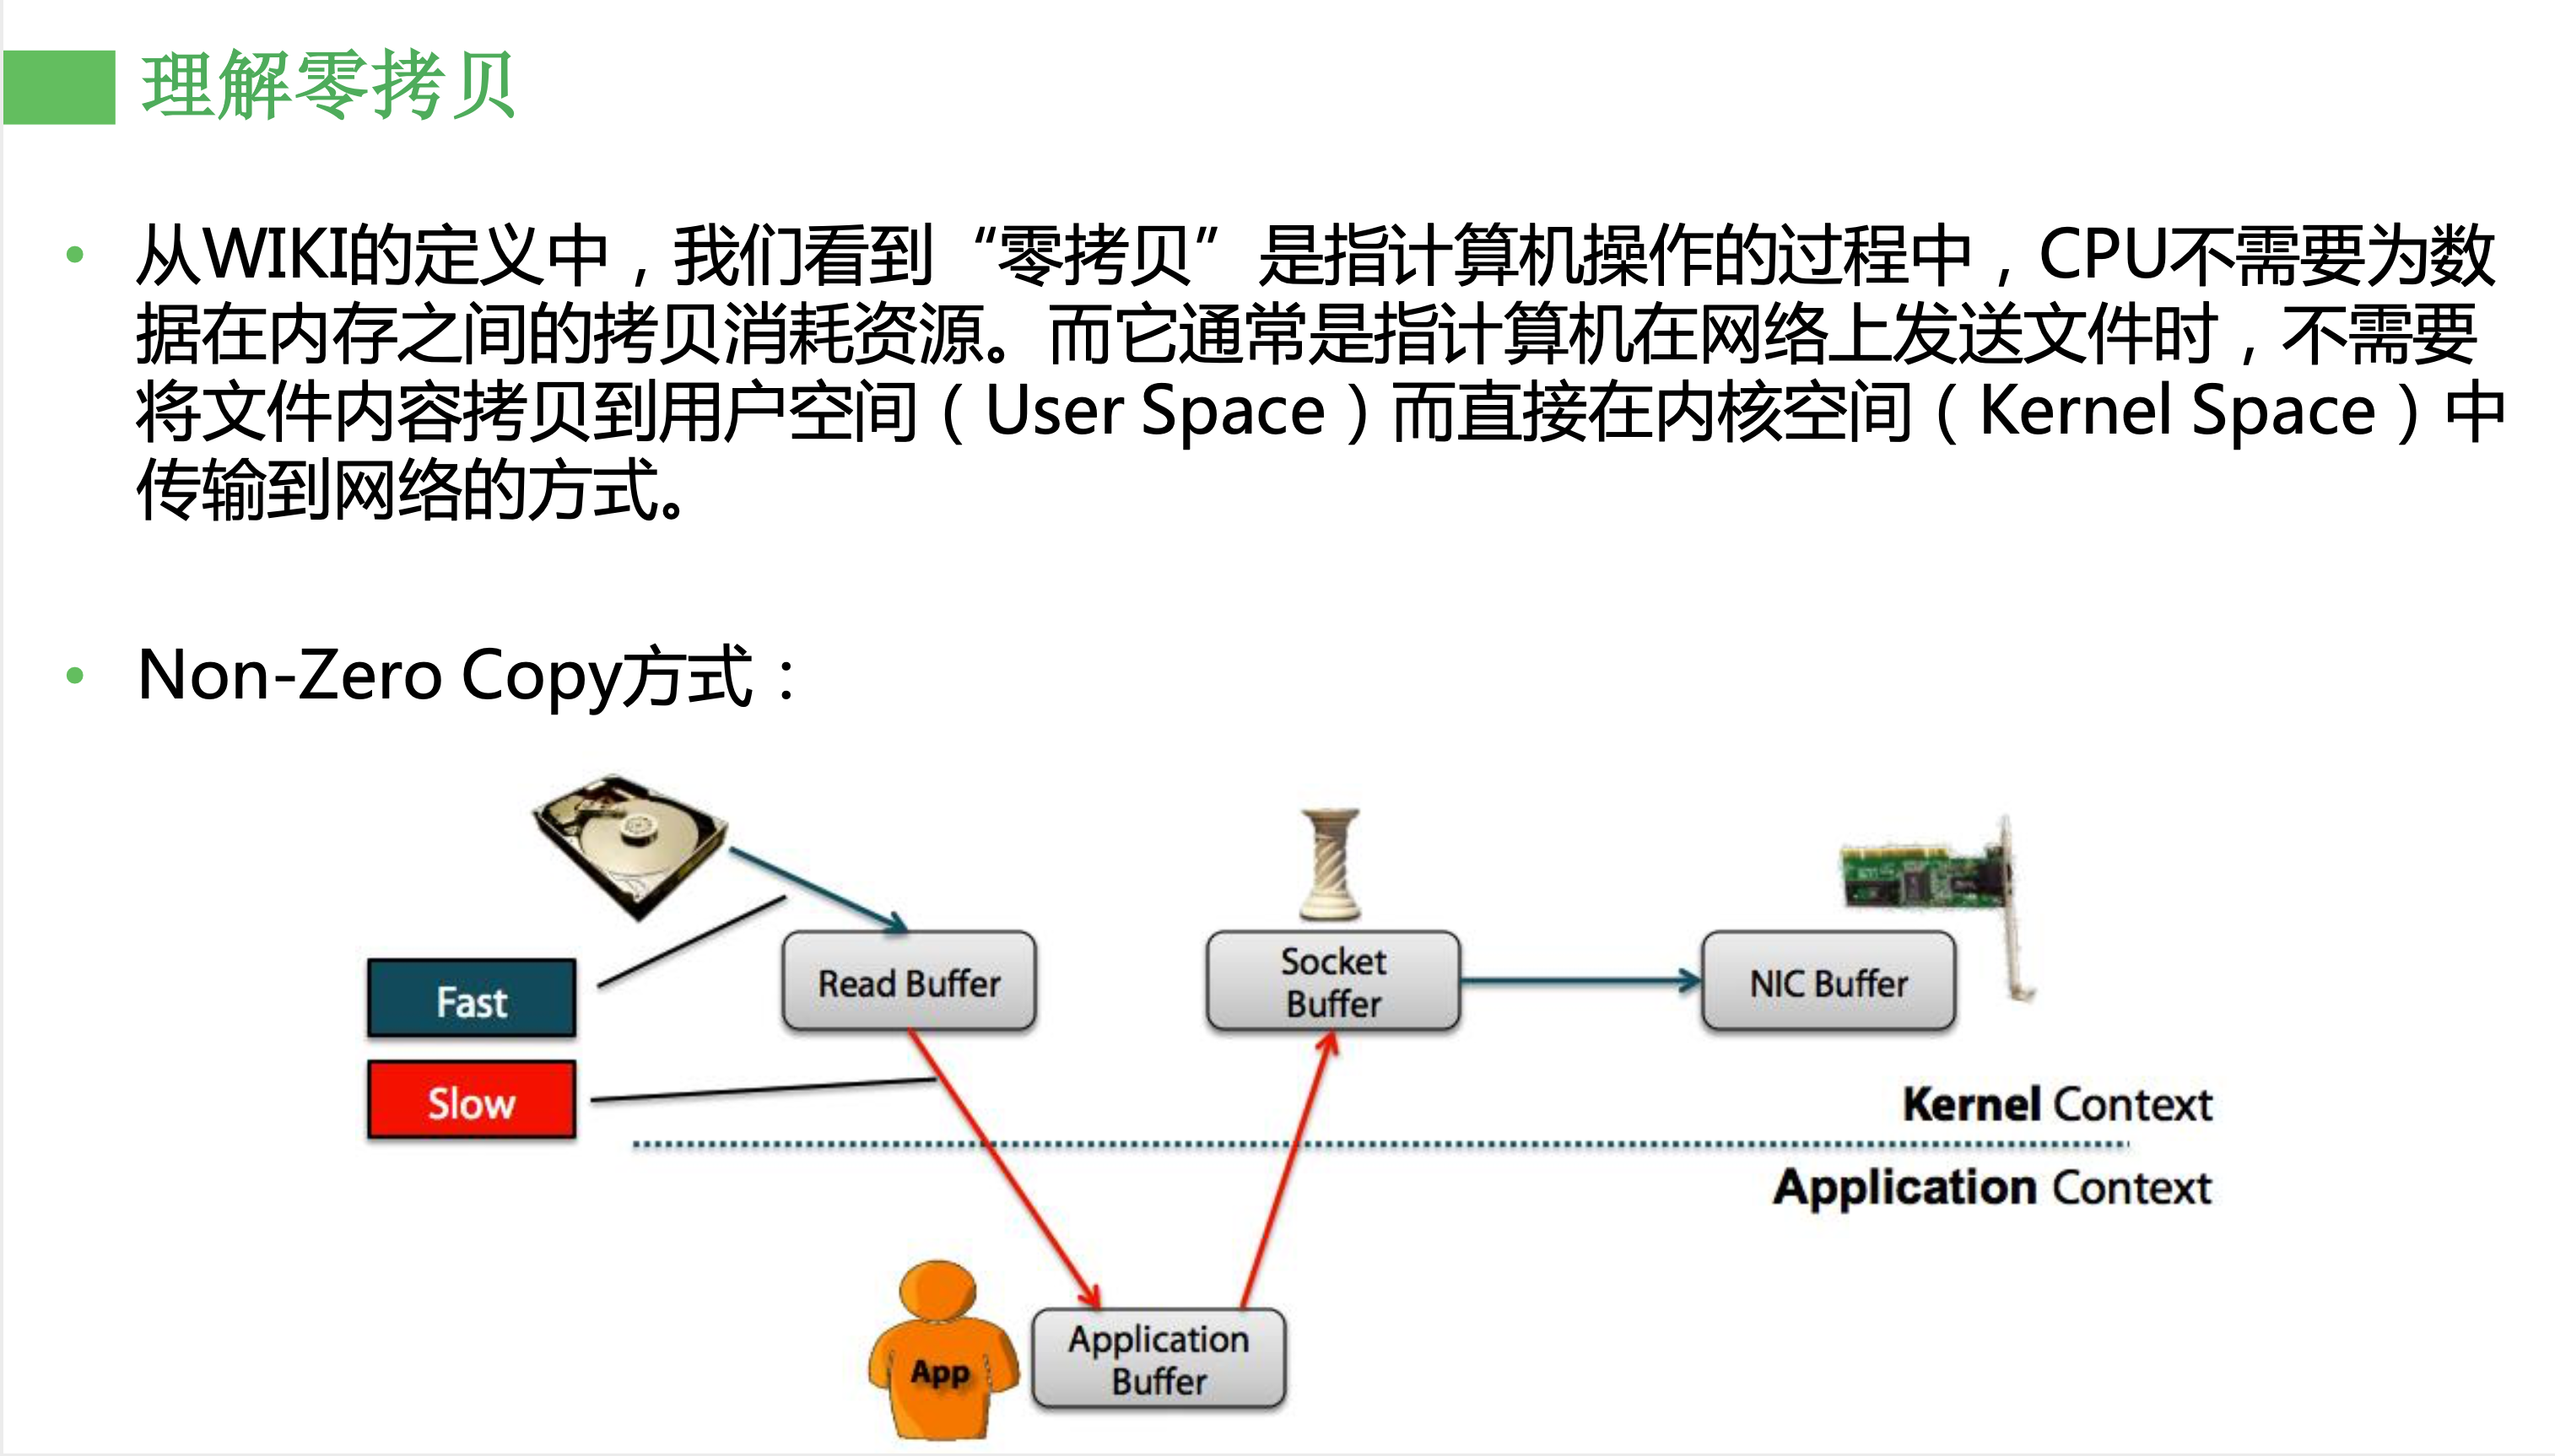 理解零拷贝
• 从WIKI的定义中，我们看到“零拷贝”是指计算机操作的过程中，CPU不需要为数
据在内存之间的拷贝消耗资源。而它通常是指计算机在网络上发送文件时，不需要
将文件内容拷贝到用户空间（User Space）而直接在内核空间（Kernel Space）中
传输到网络的方式。
• Non-Zero Copy方式：
Fast
Slow
Read Buffer
Socket
Buffer
NIC Buffer
Kernel Context
Application Context
App
Application
Buffer